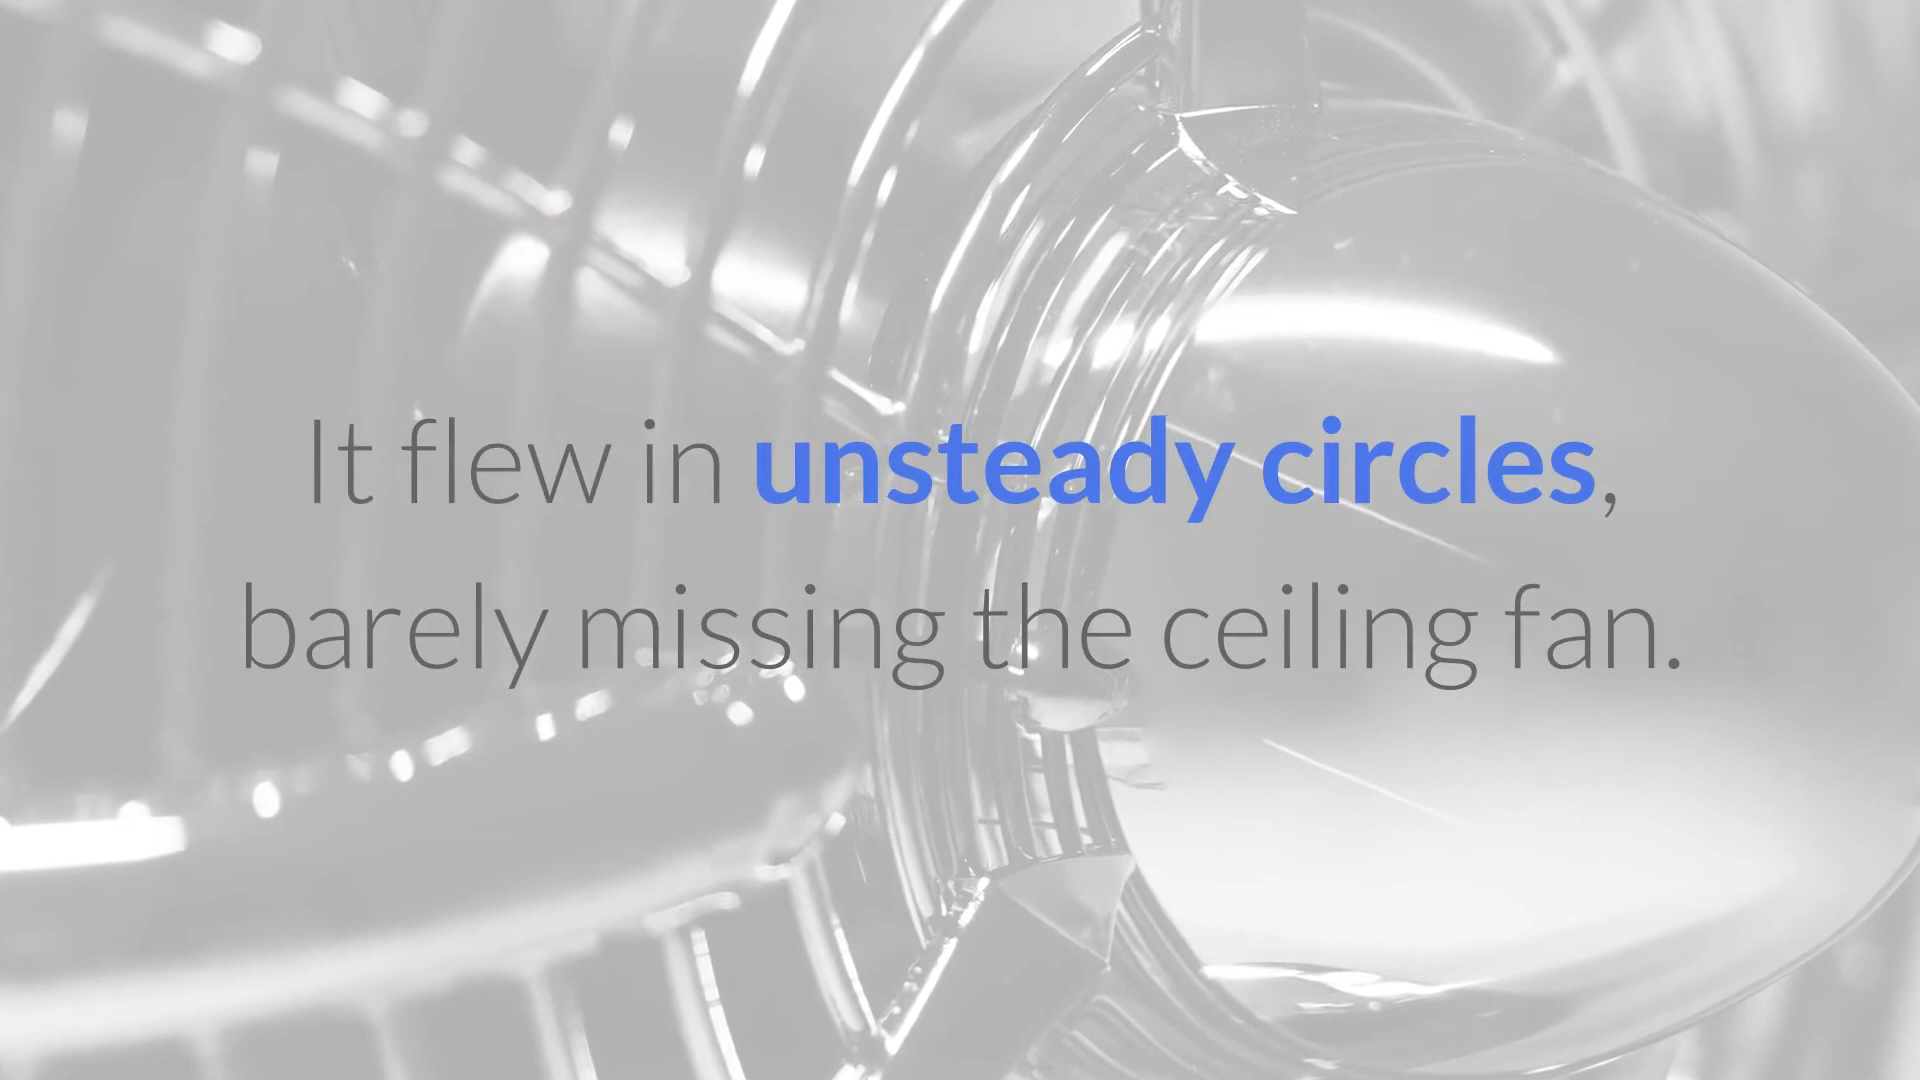 It flew in unsteady circles,
barely missing the ceiling fan.